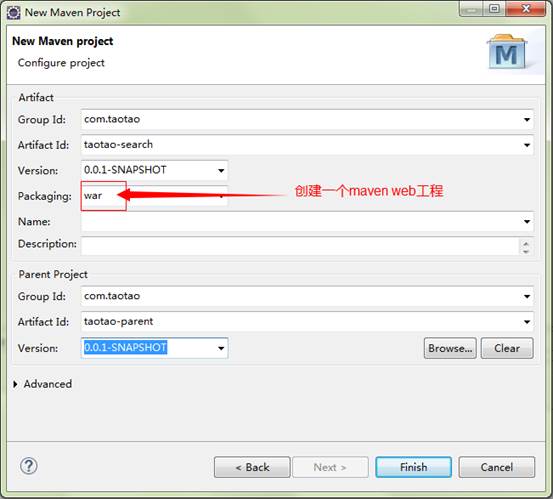 New Maven Project
New Maven project
Configure project
M
Artifact
Group Id: com.taotao
Artifact Id: taotao-search
Version: 0.0.1-SNAPSHOT
Packaging: war 创建一个maven web工程
Name:
Description:
Parent Project
Group Id: com.taotao
Artifact Id: taotao-parent
Version: 0.0.1-SNAPSHOT Browse... Clear
Advanced
? < Back Next > Finish Cancel